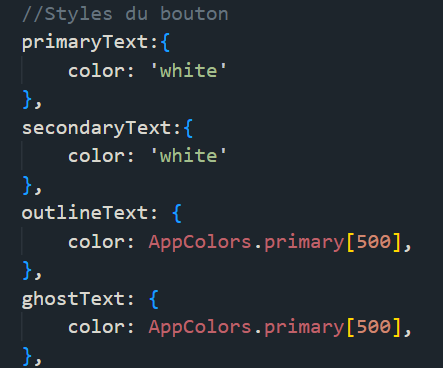 //Styles du bouton
primaryText:{
    color: 'white'
},
secondaryText:{
    color: 'white'
},
outlineText: {
    color: AppColors.primary[500],
},
ghostText: {
    color: AppColors.primary[500],
},